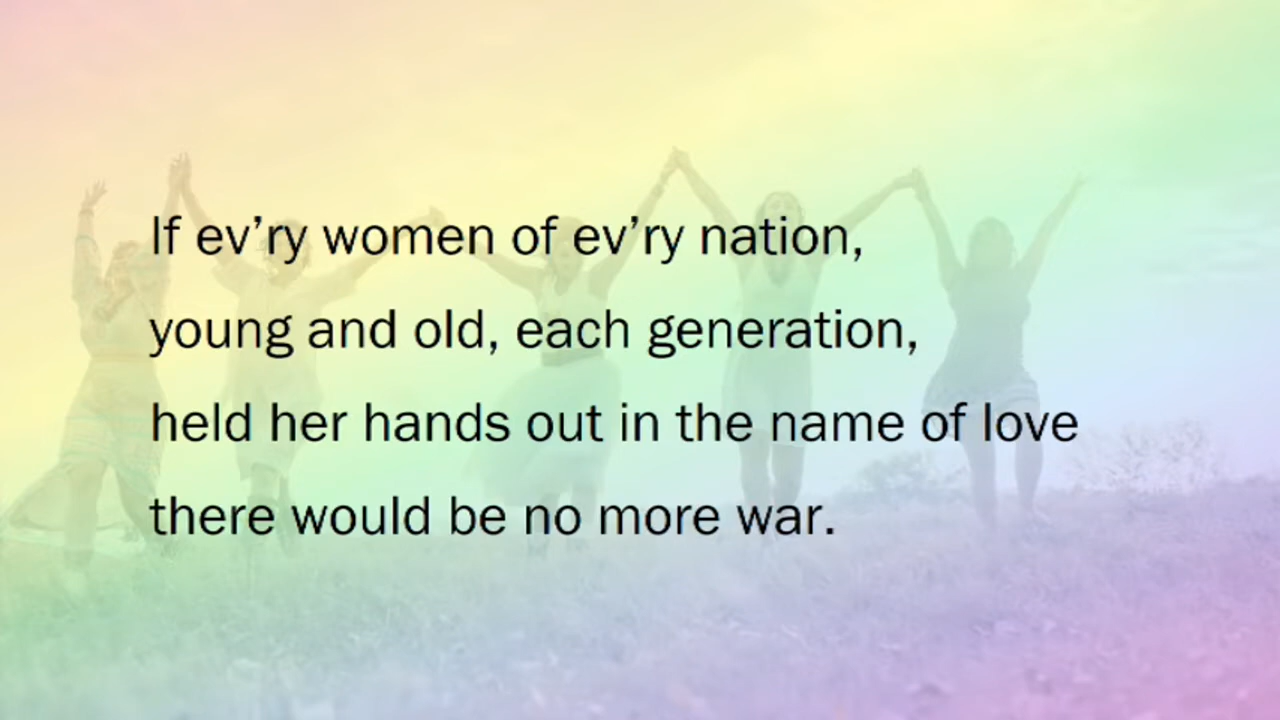 If ev’ry women of ev’ry nation,
young and old, each generation,
held her hands out in the name of love
there would be no more war.